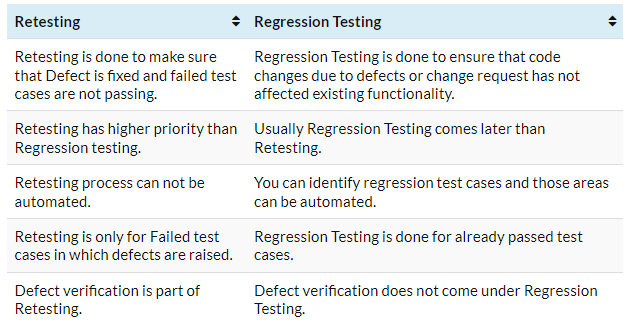 Retesting
Regression Testing
Retesting is done to make sure
that Defect is fixed and failed test
cases are not passing.
Regression Testing is done to ensure that code
changes due to defects or change request has not
affected existing functionality.
Retesting has higher priority than
Regression testing.
Usually Regression Testing comes later than
Retesting.
Retesting process can not be
automated.
You can identify regression test cases and those areas
can be automated.
Retesting is only for Failed test
cases in which defects are raised.
Regression Testing is done for already passed test
cases.
Defect verification is part of
Retesting.
Defect verification does not come under Regression
Testing.